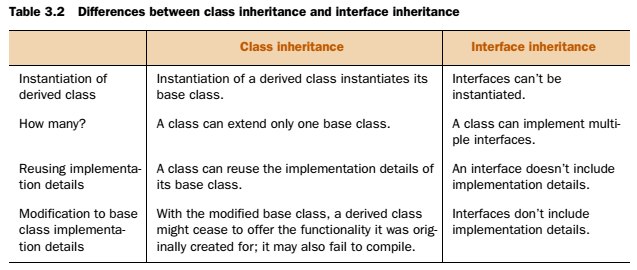 Table 3.2 Differences between class inheritance and interface inheritance
Class inheritance
Interface inheritance
Instantiation of
derived class
Instantiation of a derived class instantiates its
base class.
Interfaces can't be
instantiated.
How many?
A class can extend only one base class.
A class can implement multi-
ple interfaces.
Reusing implementa-
tion details
A class can reuse the implementation details of
its base class.
An interface doesn't include
implementation details.
Modification to base
class implementa-
tion details
With the modified base class, a derived class
might cease to offer the functionality it was orig-
inally created for; it may also fail to compile.
Interfaces don't include
implementation details.